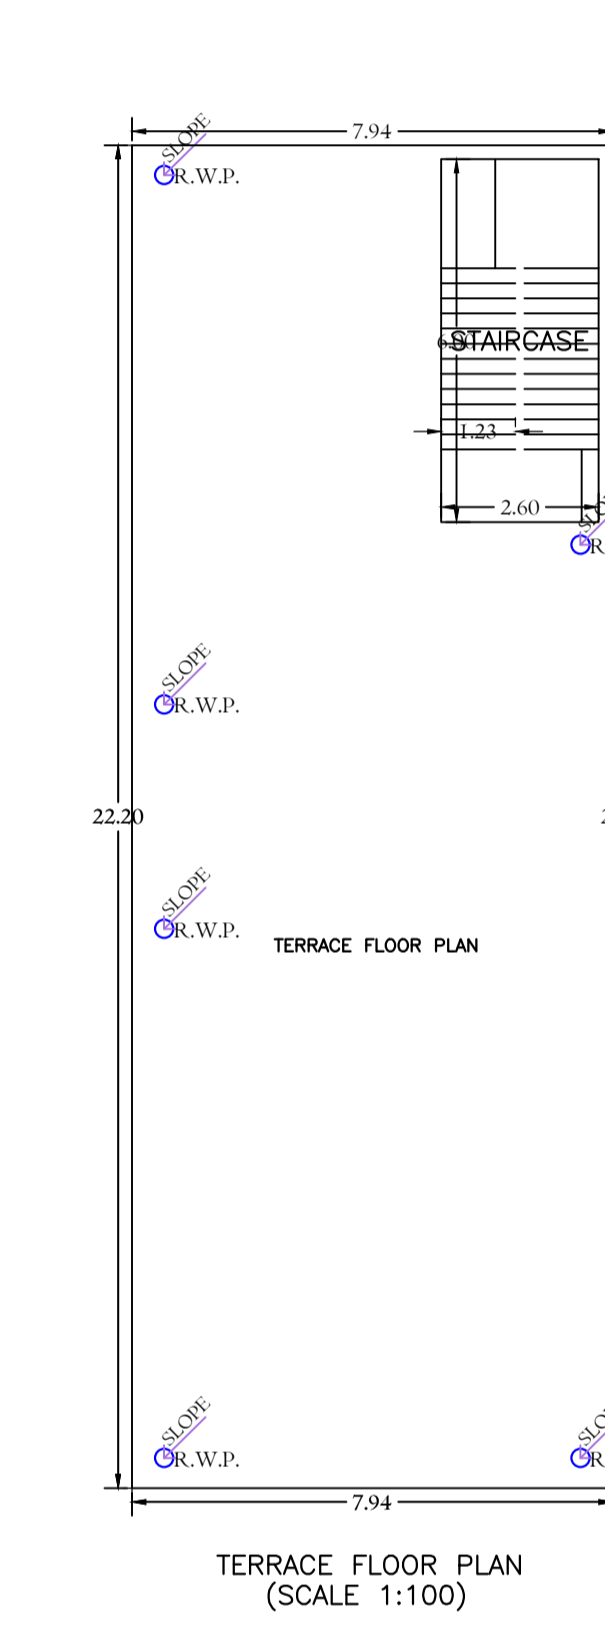 7.94
SLOPE
R.W.P.
STAIRCASE
1.23
2.60
SLOPE
R.W.P.
22.20
SLOPE
R.W.P.
TERRACE FLOOR PLAN
SLOPE
R.W.P.
7.94
TERRACE FLOOR PLAN
(SCALE 1:100)